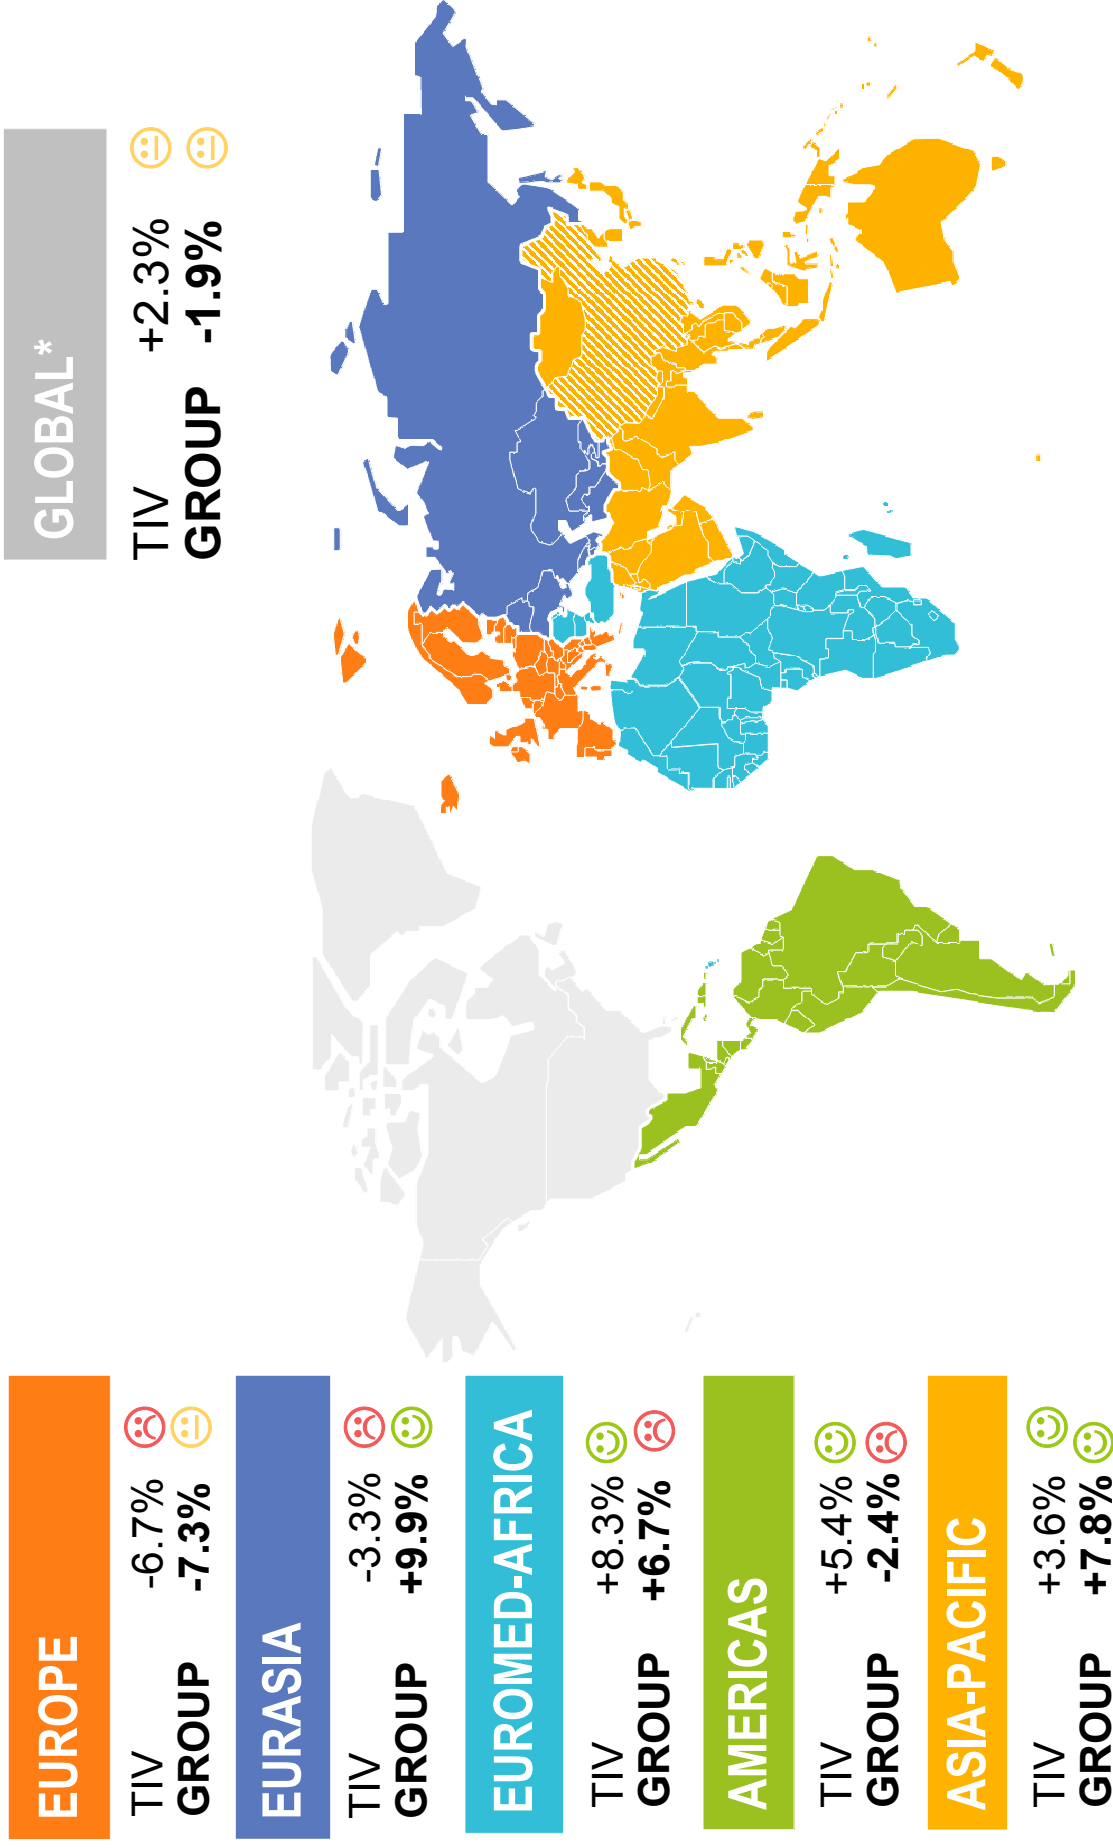 GLOBAL*
TIV +2.3%
GROUP -1.9%
EUROPE
TIV -6.7%
GROUP -7.3%
EURASIA
TIV -3.3%
GROUP +9.9%
EUROMED-AFRICA
TIV +8.3%
GROUP +6.7%
AMERICAS
TIV +5.4%
GROUP -2.4%
ASIA-PACIFIC
TIV +3.6%
GROUP +7.8%